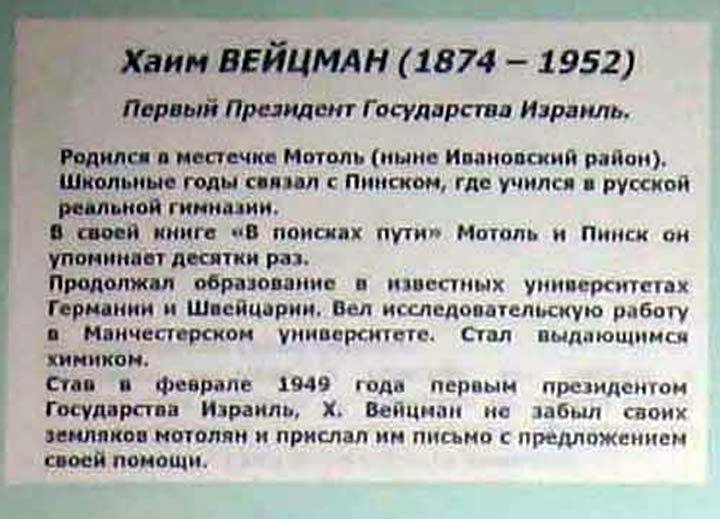 Хаим ВЕЙЦМАН (1874 – 1952)
Первый Президент Государства Израиль.
Родился в местечке Мотоль (ныне Ивановский район).
Школьные годы связал с Пинском, где учился в русской
реальной гимназии.
В своей книге «В поисках пути» Мотоль и Пинск он
упоминает десятки раз.
Продолжал образование в известных университетах
Германии и Швейцарии. Вел исследовательскую работу
в Манчестерском университете. Стал выдающимся
химиком.
Став в феврале 1949 года первым президентом
Государства Израиль, Х. Вейцман не забыл своих
земляков мотолян и прислал им письмо с предложением
своей помощи.